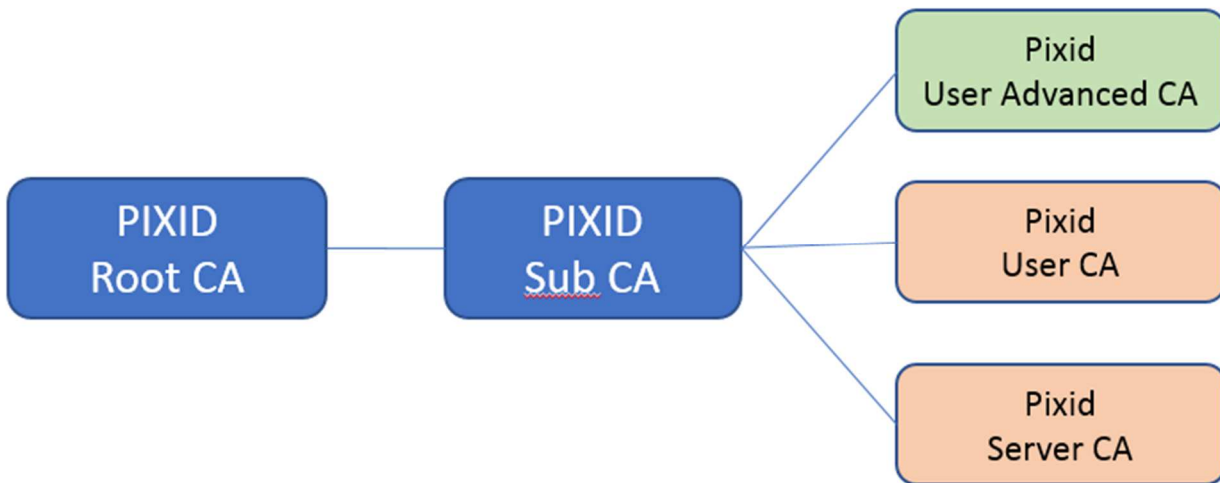 PIXID
Root CA
PIXID
Sub CA
Pixid
User Advanced CA
Pixid
User CA
Pixid
Server CA